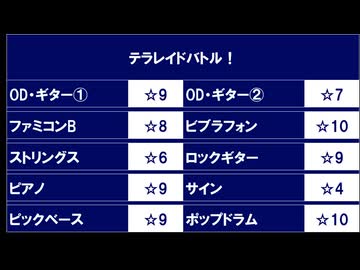 テラレイドバトル！
OD・ギター① ☆9 OD・ギター② ☆7
ファミコンB ☆8 ビブラフォン ☆10
ストリングス ☆6 ロックギター ☆9
ピアノ ☆9 サイン ☆4
ピックベース ☆9 ポップドラム ☆10